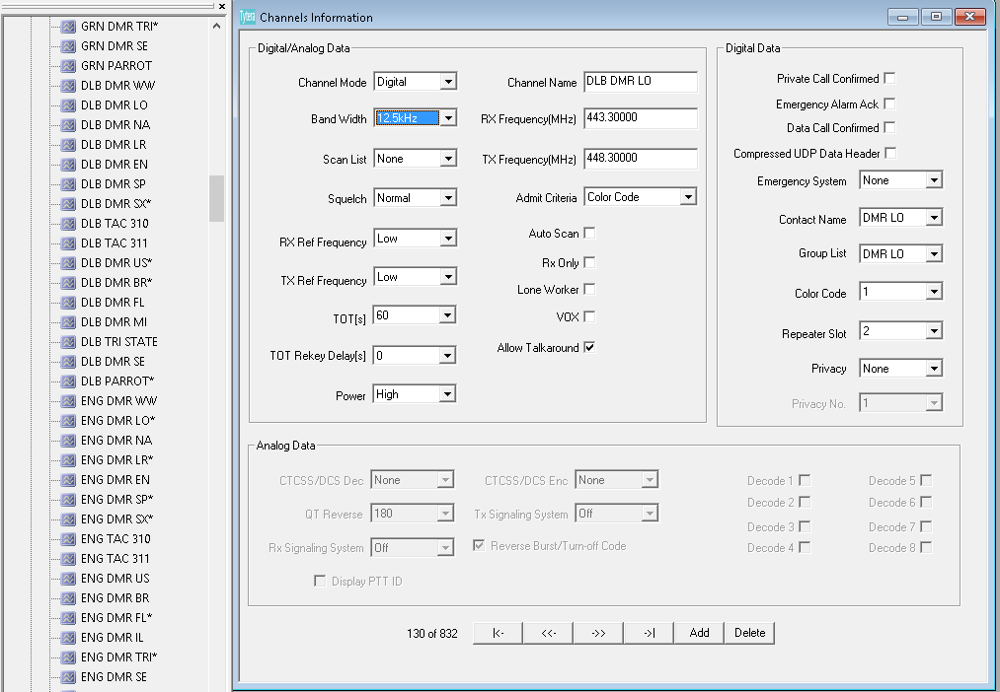 GRN DMR TRI*
GRN DMR SE
GRN PARROT
DLB DMR WW
DLB DMR LO
DLB DMR NA
DLB DMR LR
DLB DMR EN
DLB DMR SP
DLB DMR SX*
DLB TAC 310
DLB TAC 311
DLB DMR US*
DLB DMR BR*
DLB DMR FL
DLB DMR MI
DLB TRI STATE
DLB DMR SE
DLB PARROT*
ENG DMR WW
ENG DMR LO*
ENG DMR NA
ENG DMR LR*
ENG DMR EN
ENG DMR SP*
ENG DMR SX*
ENG TAC 310
ENG TAC 311
ENG DMR US
ENG DMR BR
ENG DMR FL*
ENG DMR IL
ENG DMR TRI*
ENG DMR SE
Tytera Channels Information
Digital/Analog Data
Channel Mode Digital
Band Width 12.5kHz
Scan List None
Squelch Normal
RX Ref Frequency Low
TX Ref Frequency Low
TOT[s] 60
TOT Rekey Delay[s] 0
Power High
Channel Name DLB DMR LO
RX Frequency(MHz) 443.30000
TX Frequency(MHz) 448.30000
Admit Criteria Color Code
Auto Scan
Rx Only
Lone Worker
VOX
Allow Talkaround
Digital Data
Private Call Confirmed
Emergency Alarm Ack
Data Call Confirmed
Compressed UDP Data Header
Emergency System None
Contact Name DMR LO
Group List DMR LO
Color Code 1
Repeater Slot 2
Privacy None
Privacy No. 1
Analog Data
CTCSS/DCS Dec None
QT Reverse 180
Rx Signaling System Off
Display PTT ID
CTCSS/DCS Enc None
Tx Signaling System Off
Reverse Burst/Turn-off Code
Decode 1
Decode 2
Decode 3
Decode 4
Decode 5
Decode 6
Decode 7
Decode 8
130 of 832 |<- <<- ->> ->| Add Delete